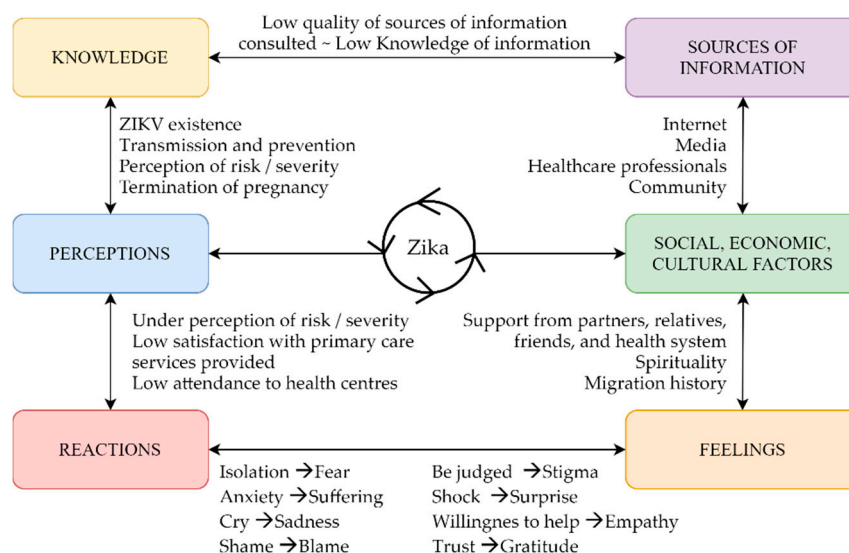 Low quality of sources of information
consulted ~ Low Knowledge of information
KNOWLEDGE
SOURCES OF
INFORMATION
ZIKV existence
Transmission and prevention
Perception of risk / severity
Termination of pregnancy
Internet
Media
Healthcare professionals
Community
PERCEPTIONS
Zika
SOCIAL, ECONOMIC,
CULTURAL FACTORS
Under perception of risk / severity
Low satisfaction with primary care
services provided
Low attendance to health centres
Support from partners, relatives,
friends, and health system
Spirituality
Migration history
REACTIONS
FEELINGS
Isolation →Fear
Anxiety →Suffering
Cry →Sadness
Shame →Blame
Be judged →Stigma
Shock →Surprise
Willingnes to help →Empathy
Trust →Gratitude